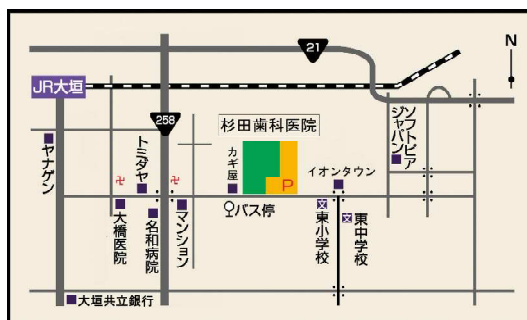 21
N
JR大垣
258
杉田歯科医院
ヤナゲン
トミダヤ
カギ屋
P
イオンタウン
ソフトピア
ジャパン
大橋医院
名和病院
マンション
バス停
文
東小学校
文
東中学校
大垣共立銀行